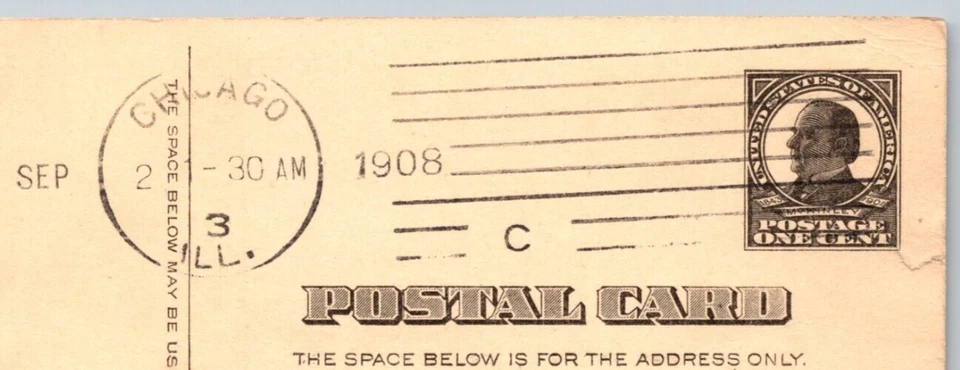 CHICAGO
SEP 2 1-30 AM 1908
3
ILL.
C
THE SPACE BELOW MAY BE US
UNITED STATES OF AMERICA
1843 1901
McKINLEY
POSTAGE
ONE CENT
POSTAL CARD
THE SPACE BELOW IS FOR THE ADDRESS ONLY.